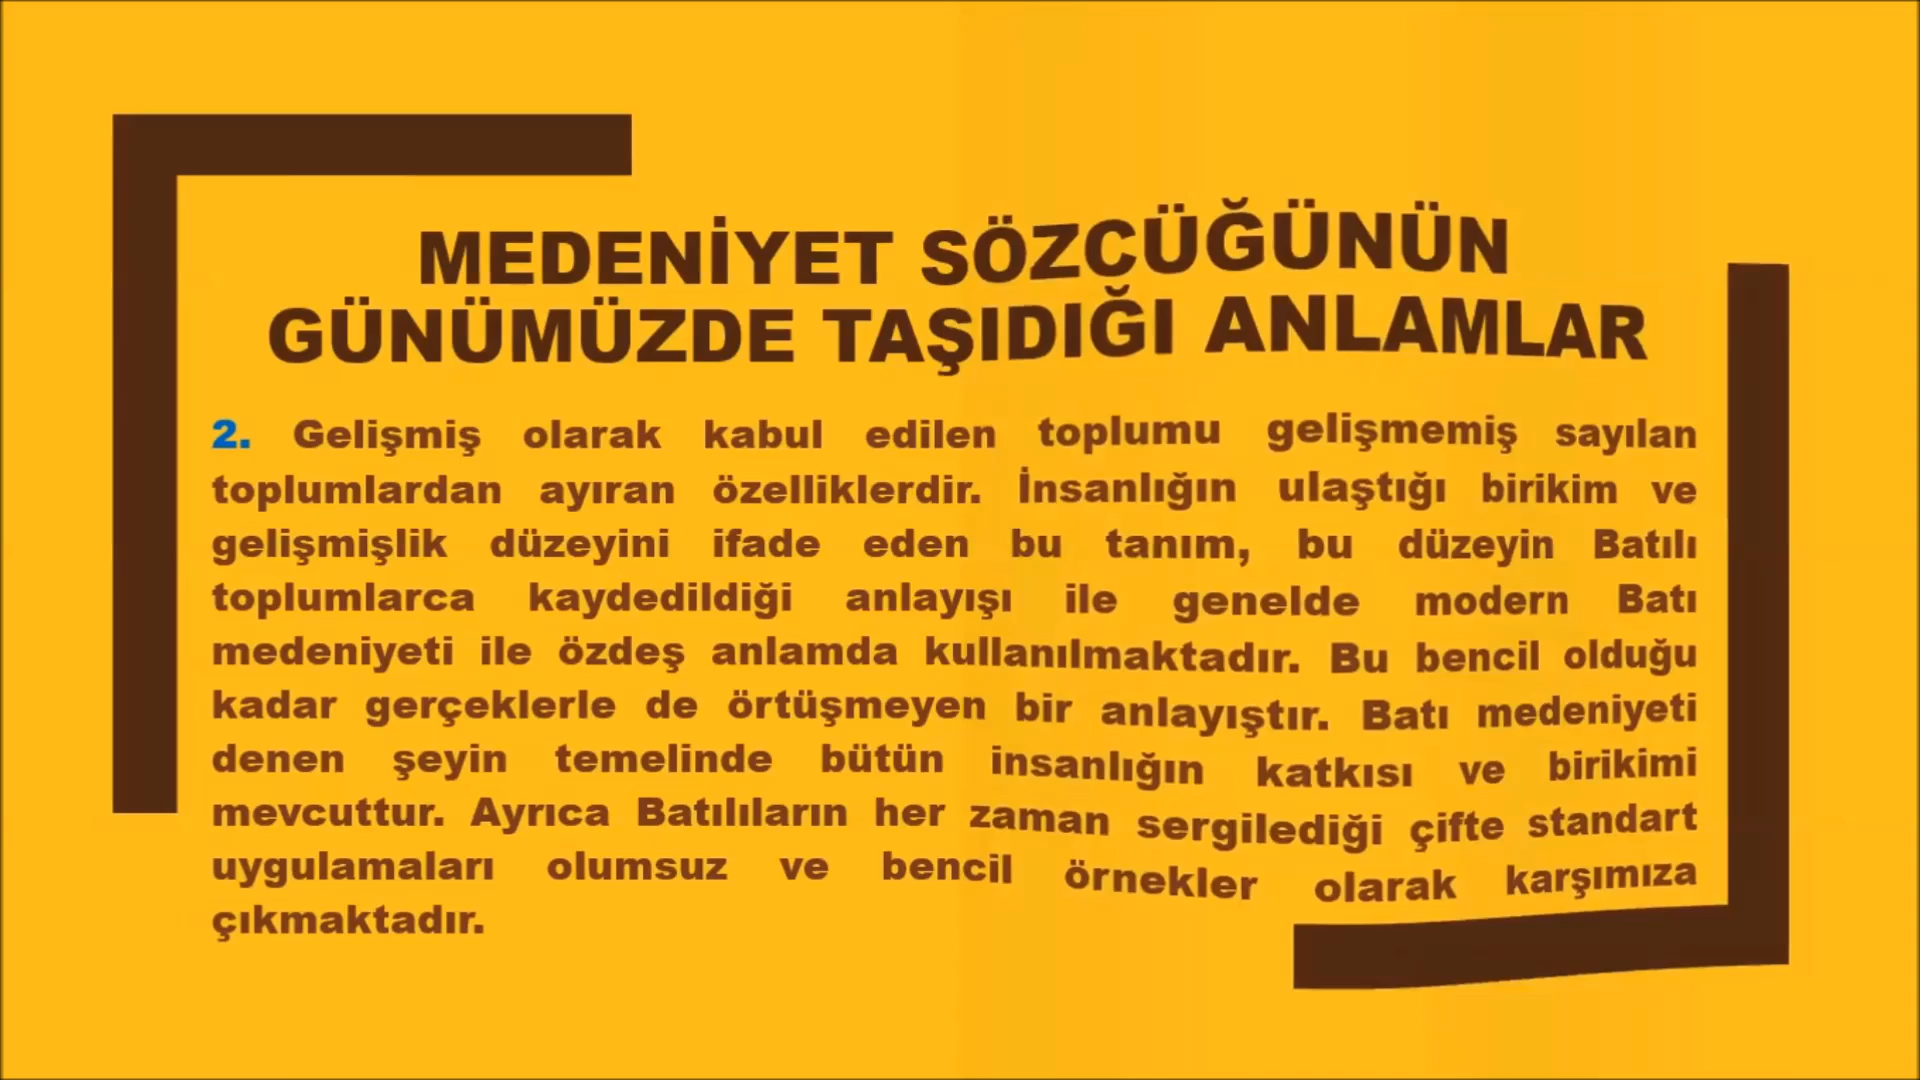 MEDENİYET SÖZCÜĞÜNÜN
GÜNÜMÜZDE TAŞIDIĞI ANLAMLAR
2. Gelişmiş olarak kabul edilen toplumu gelişmemiş sayılan
toplumlardan ayıran özelliklerdir. İnsanlığın ulaştığı birikim ve
gelişmişlik düzeyini ifade eden bu tanım, bu düzeyin Batılı
toplumlarca kaydedildiği anlayışı ile genelde modern Batı
medeniyeti ile özdeş anlamda kullanılmaktadır. Bu bencil olduğu
kadar gerçeklerle de örtüşmeyen bir anlayıştır. Batı medeniyeti
denen şeyin temelinde bütün insanlığın katkısı ve birikimi
mevcuttur. Ayrıca Batılıların her zaman sergilediği çifte standart
uygulamaları olumsuz ve bencil örnekler olarak karşımıza
çıkmaktadır.